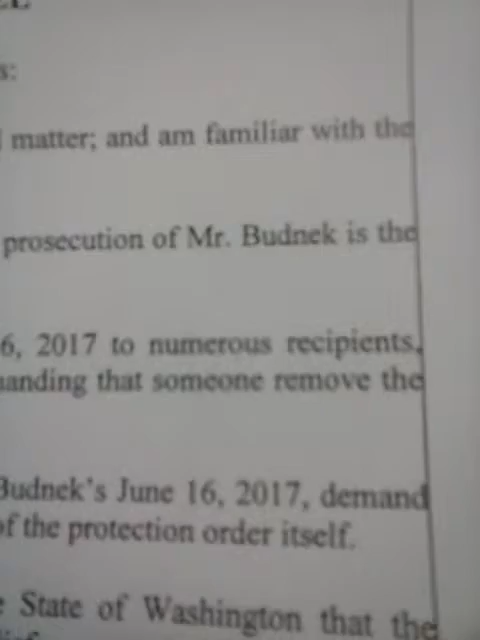 s:
matter; and am familiar with the
prosecution of Mr. Budnek is the
6, 2017 to numerous recipients,
anding that someone remove the
Budnek's June 16, 2017, demand
of the protection order itself.
State of Washington that the